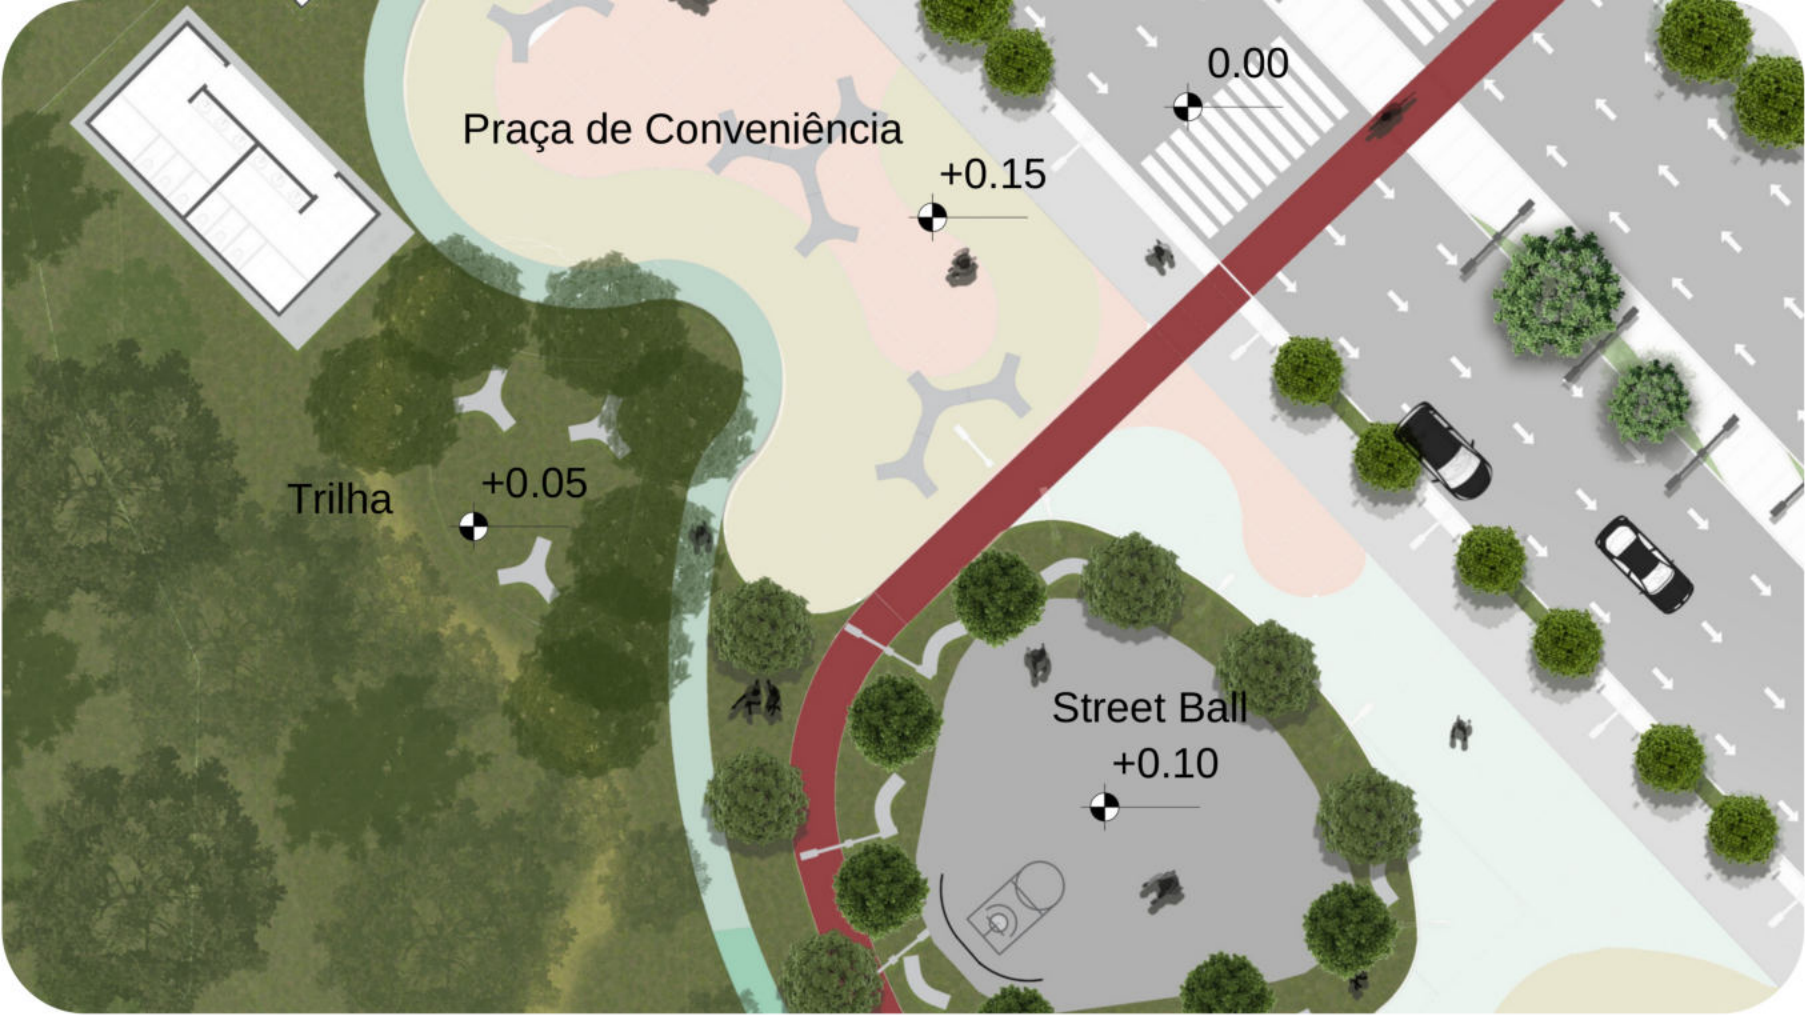 0.00
Praça de Conveniência
+0.15
+0.05
Trilha
Street Ball
+0.10